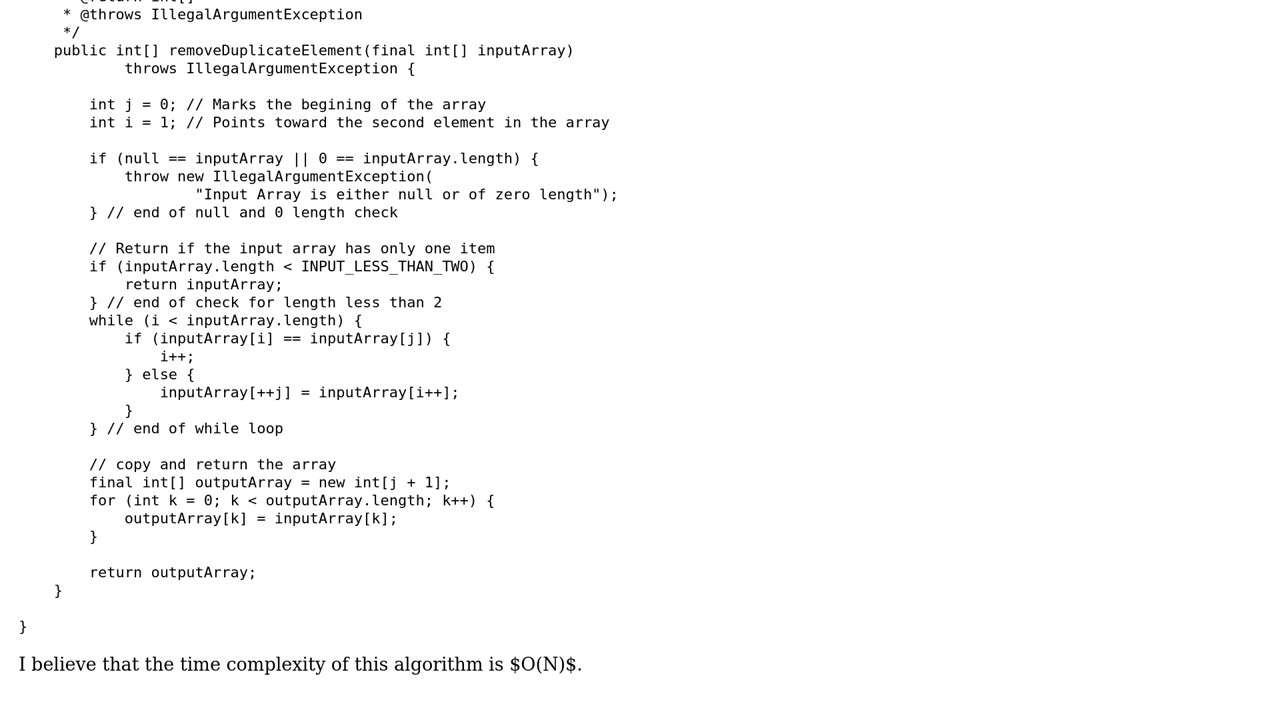 * @throws IllegalArgumentException
*/
public int[] removeDuplicateElement(final int[] inputArray)
throws IllegalArgumentException {
int j = 0; // Marks the begining of the array
int i = 1; // Points toward the second element in the array
if (null == inputArray || 0 == inputArray.length) {
throw new IllegalArgumentException(
"Input Array is either null or of zero length");
} // end of null and 0 length check
// Return if the input array has only one item
if (inputArray.length < INPUT_LESS_THAN_TWO) {
return inputArray;
} // end of check for length less than 2
while (i < inputArray.length) {
if (inputArray[i] == inputArray[j]) {
i++;
} else {
inputArray[++j] = inputArray[i++];
}
} // end of while loop
// copy and return the array
final int[] outputArray = new int[j + 1];
for (int k = 0; k < outputArray.length; k++) {
outputArray[k] = inputArray[k];
}
return outputArray;
}
}
I believe that the time complexity of this algorithm is $O(N)$.